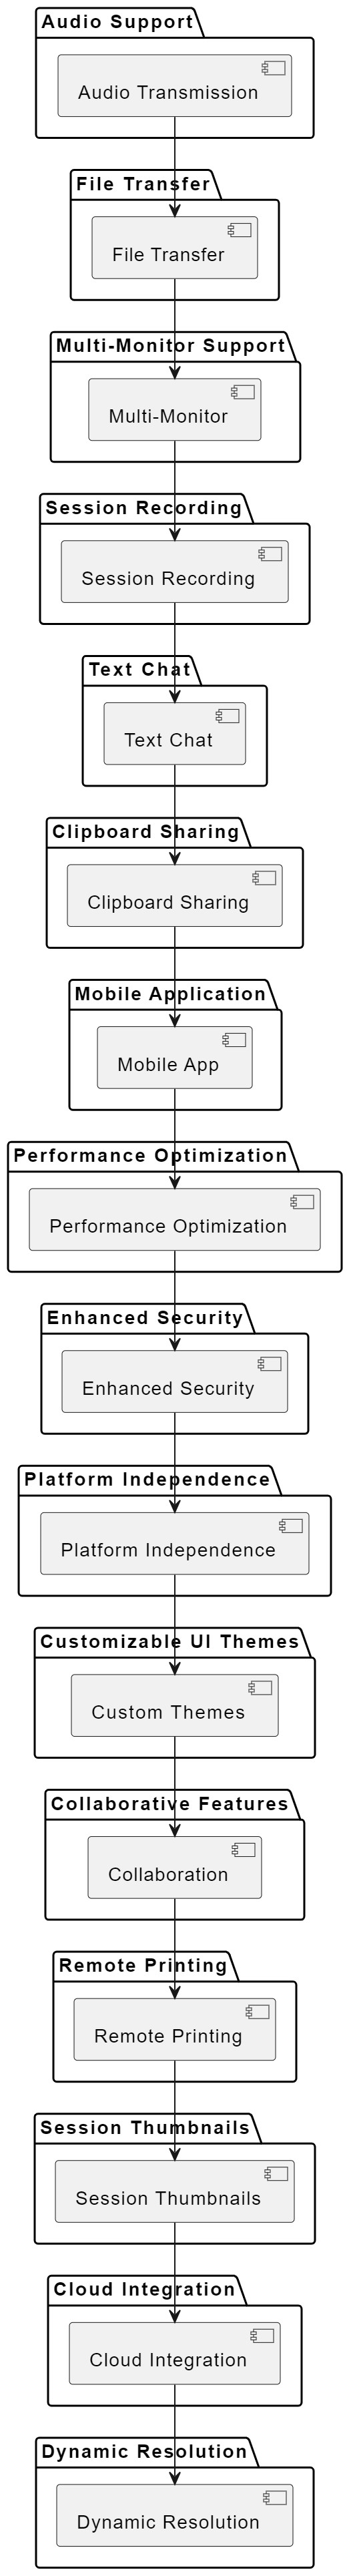 Audio Support
Audio Transmission
File Transfer
File Transfer
Multi-Monitor Support
Multi-Monitor
Session Recording
Session Recording
Text Chat
Text Chat
Clipboard Sharing
Clipboard Sharing
Mobile Application
Mobile App
Performance Optimization
Performance Optimization
Enhanced Security
Enhanced Security
Platform Independence
Platform Independence
Customizable UI Themes
Custom Themes
Collaborative Features
Collaboration
Remote Printing
Remote Printing
Session Thumbnails
Session Thumbnails
Cloud Integration
Cloud Integration
Dynamic Resolution
Dynamic Resolution